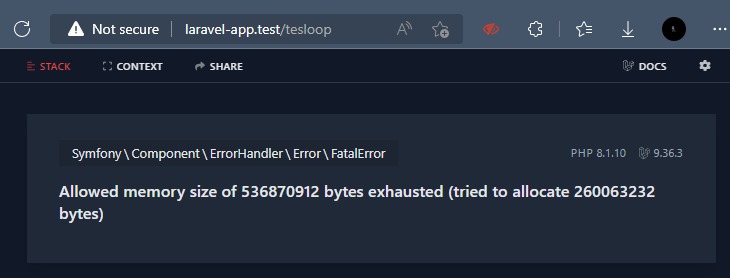 Not secure laravel-app.test/tesloop
STACK CONTEXT SHARE DOCS
Symfony\Component\ErrorHandler\Error\FatalError PHP 8.1.10 9.36.3
Allowed memory size of 536870912 bytes exhausted (tried to allocate 260063232
bytes)